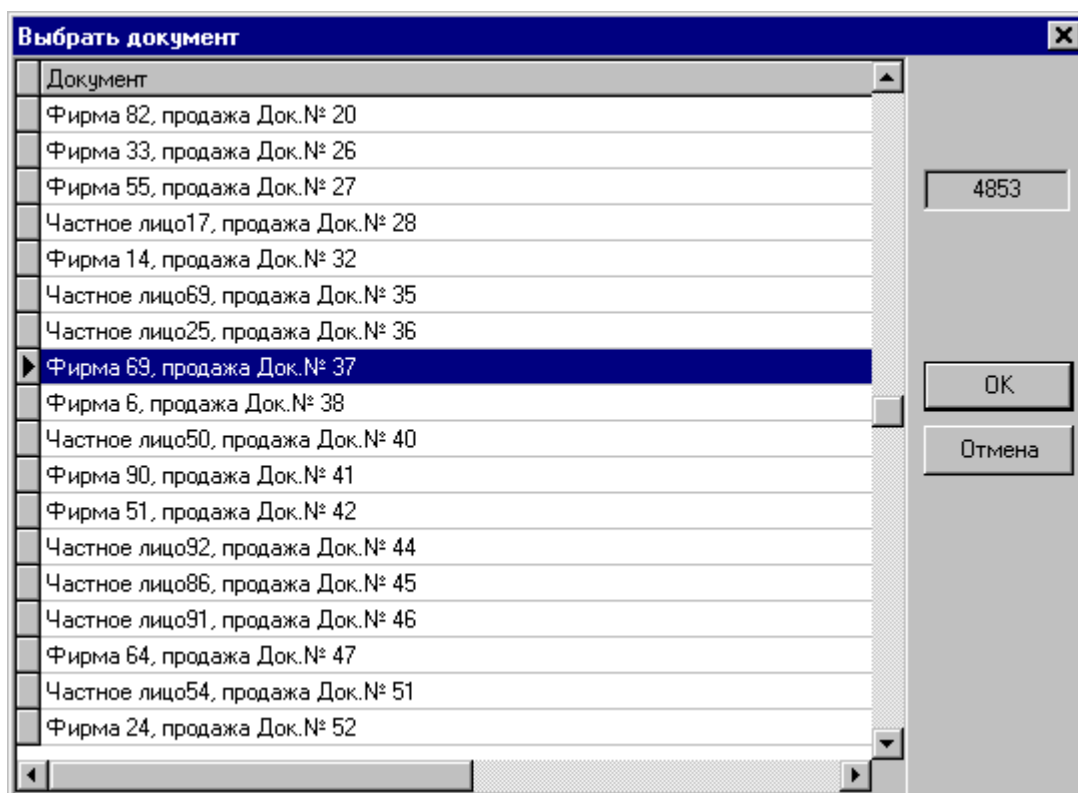 Выбрать документ
Документ
Фирма 82, продажа Док.№ 20
Фирма 33, продажа Док.№ 26
Фирма 55, продажа Док.№ 27
4853
Частное лицо17, продажа Док.№ 28
Фирма 14, продажа Док.№ 32
Частное лицо69, продажа Док.№ 35
Частное лицо25, продажа Док.№ 36
Фирма 69, продажа Док.№ 37
OK
Фирма 6, продажа Док.№ 38
Частное лицо50, продажа Док.№ 40
Отмена
Фирма 90, продажа Док.№ 41
Фирма 51, продажа Док.№ 42
Частное лицо92, продажа Док.№ 44
Частное лицо86, продажа Док.№ 45
Частное лицо91, продажа Док.№ 46
Фирма 64, продажа Док.№ 47
Частное лицо54, продажа Док.№ 51
Фирма 24, продажа Док.№ 52